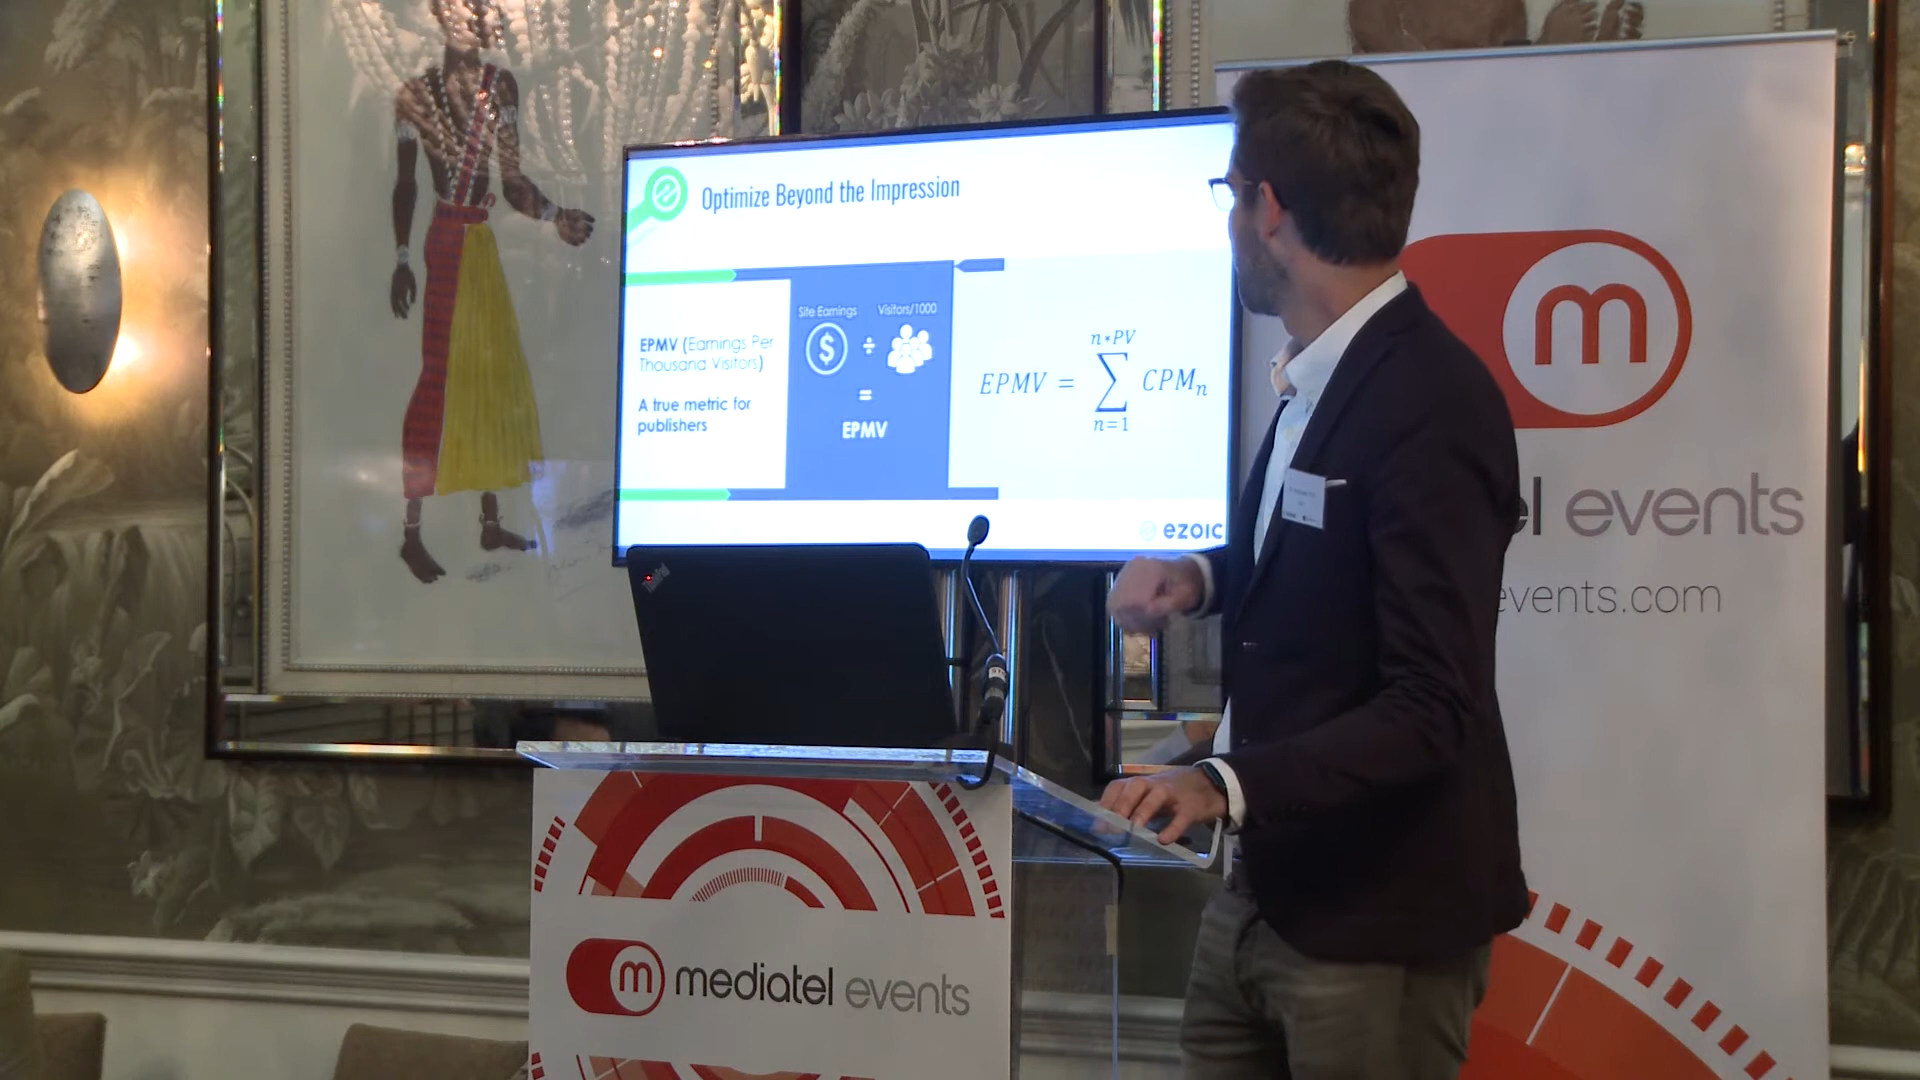 Optimize Beyond the Impression
EPMV (Earnings Per
Thousand Visitors)
A true metric for
publishers
Site Earnings
Visitors/1000
$ ÷
=
EPMV
n*PV
EPMV = ∑ CPMn
n=1
ezoic
ThinkPad
m
el events
events.com
m mediatel events